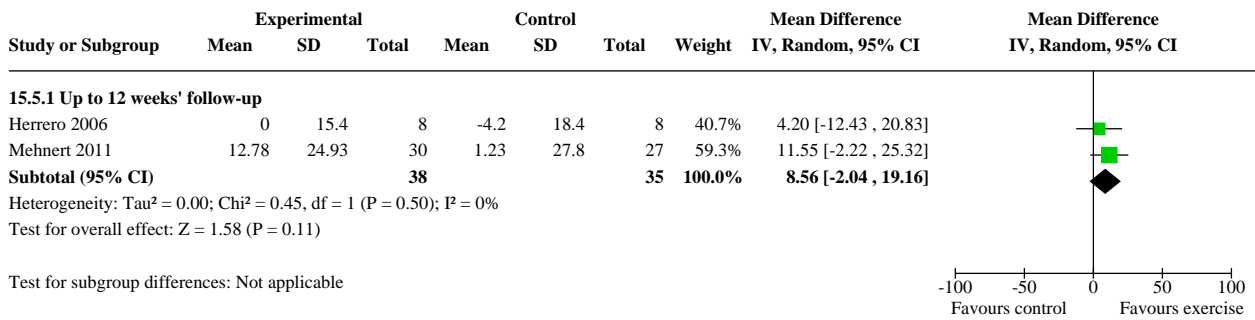 Experimental Control Mean Difference Mean Difference
Study or Subgroup Mean SD Total Mean SD Total Weight IV, Random, 95% CI IV, Random, 95% CI
15.5.1 Up to 12 weeks' follow-up
Herrero 2006 0 15.4 8 -4.2 18.4 8 40.7% 4.20 [-12.43 , 20.83]
Mehnert 2011 12.78 24.93 30 1.23 27.8 27 59.3% 11.55 [-2.22 , 25.32]
Subtotal (95% CI) 38 35 100.0% 8.56 [-2.04 , 19.16]
Heterogeneity: Tau² = 0.00; Chi² = 0.45, df = 1 (P = 0.50); I² = 0%
Test for overall effect: Z = 1.58 (P = 0.11)
Test for subgroup differences: Not applicable
-100 -50 0 50 100
Favours control Favours exercise